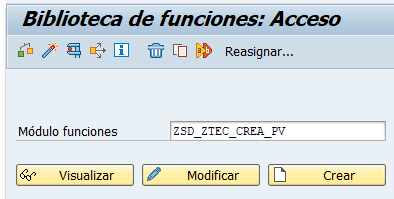 Biblioteca de funciones: Acceso
Reasignar...
Módulo funciones ZSD_ZTEC_CREA_PV
Visualizar Modificar Crear